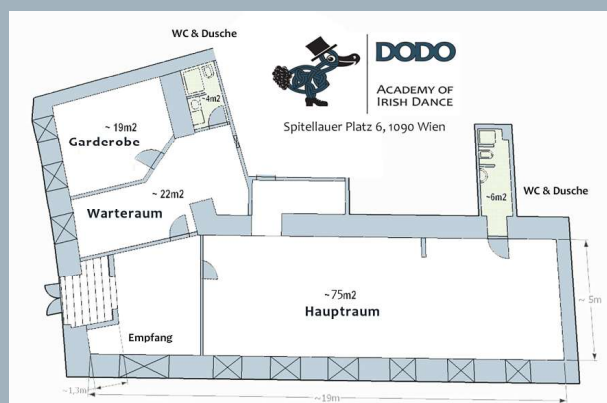 WC & Dusche
DODO
ACADEMY OF
IRISH DANCE
Spitellauer Platz 6, 1090 Wien
~4m2
~ 19m2
Garderobe
~ 22m2
Warteraum
WC & Dusche
~6m2
~75m2
Hauptraum
~ 5m
Empfang
~1,3m
~19m